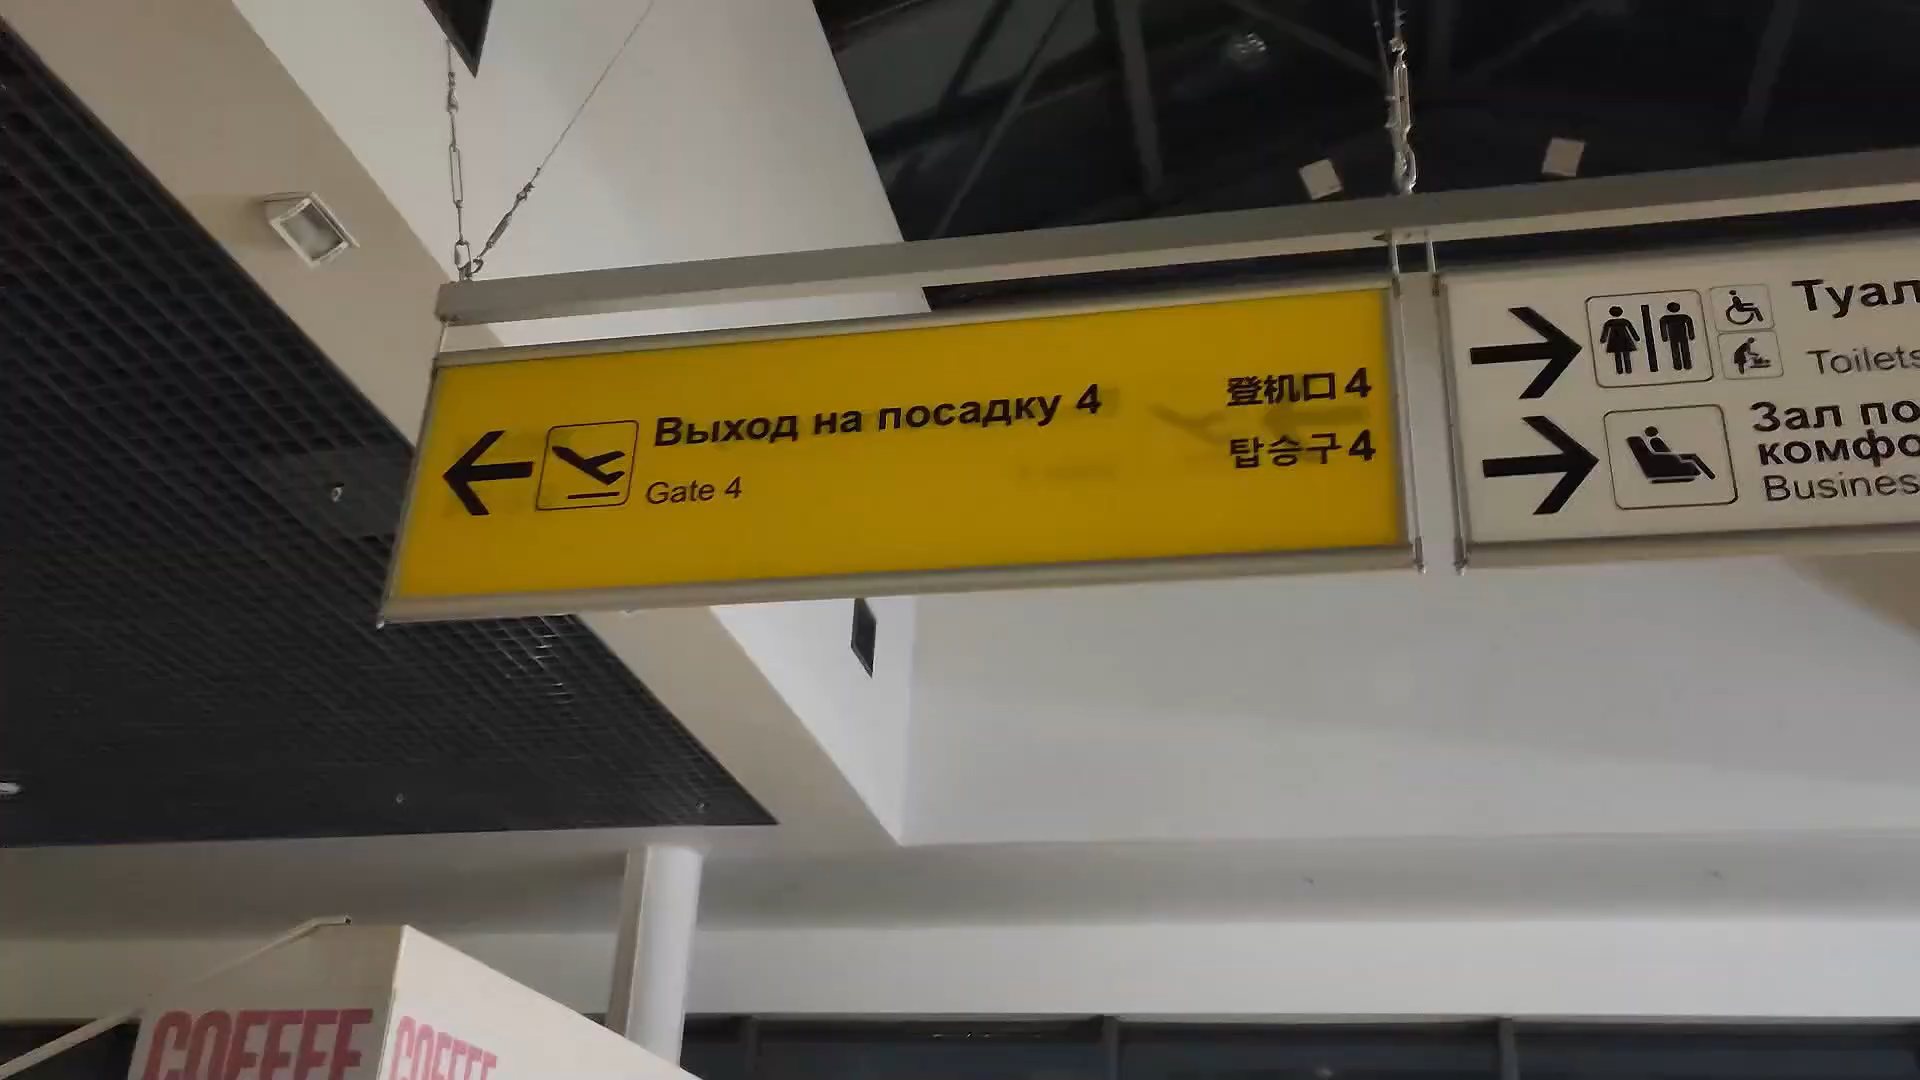 Выход на посадку 4
Gate 4
登机口 4
탑승구 4
Туал
Toilets
Зал по
комфо
Busines
COFFEE
COFFEE